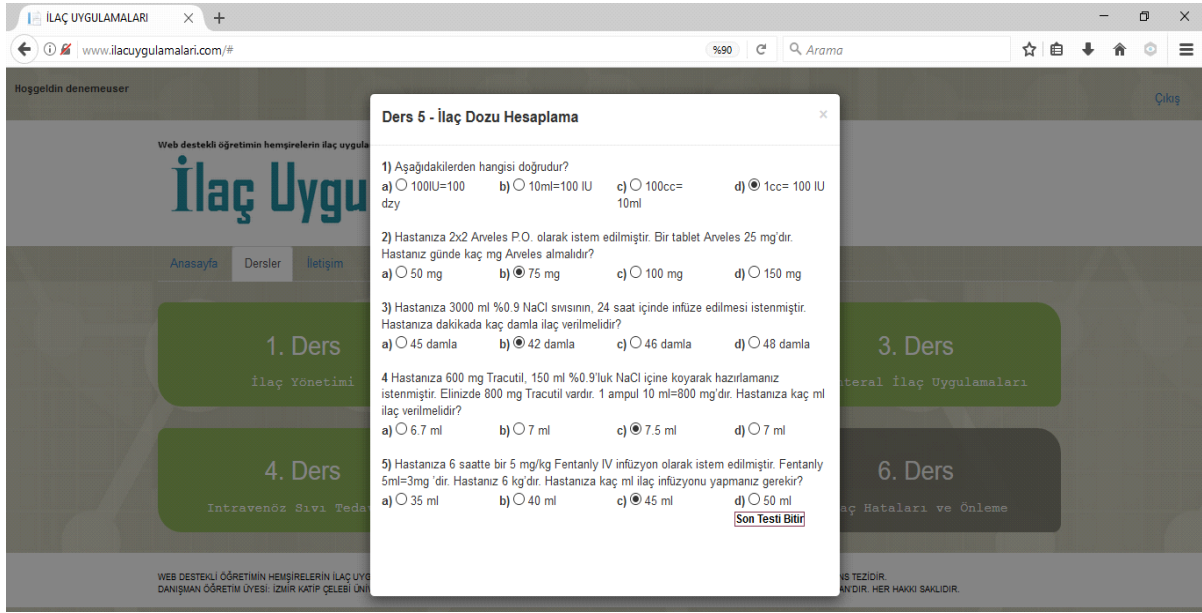 İLAÇ UYGULAMALARI
www.ilacuygulamalari.com/#
%90
Arama
Hoşgeldin denemeuser
Çıkış
Web destekli öğretimin hemşirelerin ilaç uygula
İlaç Uygu
Anasayfa Dersler İletişim
1. Ders
İlaç Yönetimi
3. Ders
teral İlaç Uygulamaları
4. Ders
Intravenöz Sıvı Teda
6. Ders
aç Hataları ve Önleme
Ders 5 - İlaç Dozu Hesaplama
×
1) Aşağıdakilerden hangisi doğrudur?
a) 100IU=100 dzy b) 10ml=100 IU c) 100cc= 10ml d) 1cc= 100 IU
2) Hastanıza 2x2 Arveles P.O. olarak istem edilmiştir. Bir tablet Arveles 25 mg'dır.
Hastanız günde kaç mg Arveles almalıdır?
a) 50 mg b) 75 mg c) 100 mg d) 150 mg
3) Hastanıza 3000 ml %0.9 NaCl sıvısının, 24 saat içinde infüze edilmesi istenmiştir.
Hastanıza dakikada kaç damla ilaç verilmelidir?
a) 45 damla b) 42 damla c) 46 damla d) 48 damla
4 Hastanıza 600 mg Tracutil, 150 ml %0.9'luk NaCl içine koyarak hazırlamanız
istenmiştir. Elinizde 800 mg Tracutil vardır. 1 ampul 10 ml=800 mg'dır. Hastanıza kaç ml
ilaç verilmelidir?
a) 6.7 ml b) 7 ml c) 7.5 ml d) 7 ml
5) Hastanıza 6 saatte bir 5 mg/kg Fentanly IV infüzyon olarak istem edilmiştir. Fentanly
5ml=3mg 'dir. Hastanız 6 kg'dır. Hastanıza kaç ml ilaç infüzyonu yapmanız gerekir?
a) 35 ml b) 40 ml c) 45 ml d) 50 ml
Son Testi Bitir
WEB DESTEKLİ ÖĞRETİMİN HEMŞİRELERİN İLAÇ UYG
NS TEZİDİR.
DANIŞMAN ÖĞRETİM ÜYESİ: İZMİR KATİP ÇELEBİ ÜNİV
AN'DIR. HER HAKKI SAKLIDIR.